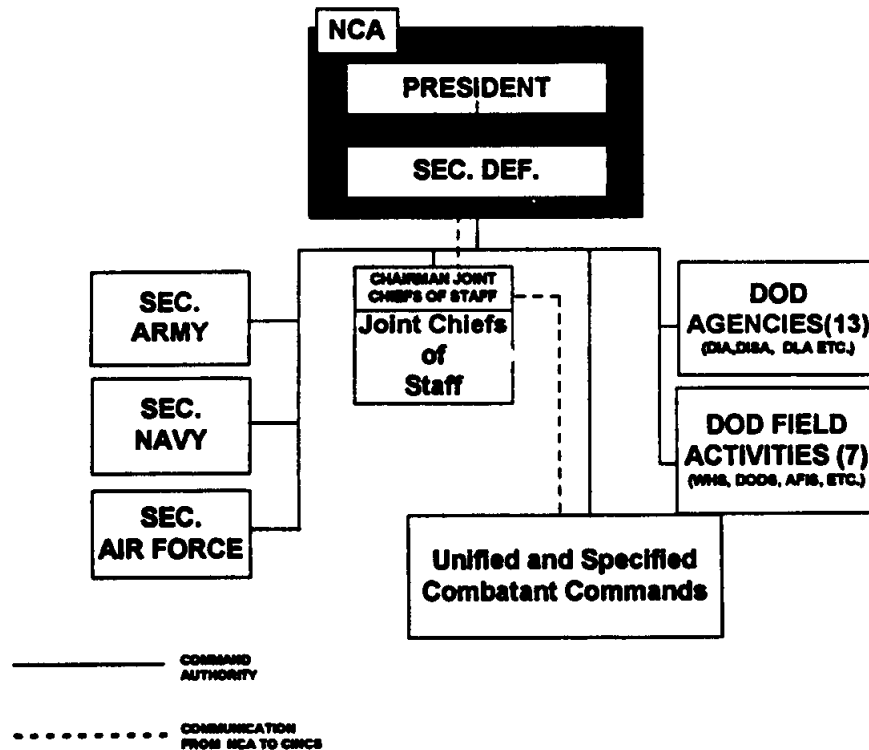 NCA
PRESIDENT
SEC. DEF.
SEC.
ARMY
SEC.
NAVY
SEC.
AIR FORCE
CHAIRMAN JOINT
CHIEFS OF STAFF
Joint Chiefs
of
Staff
DOD
AGENCIES(13)
(DIA,DISA, DLA ETC.)
DOD FIELD
ACTIVITIES (7)
(WHS, DODS, AFIS, ETC.)
Unified and Specified
Combatant Commands
COMMAND
AUTHORITY
COMMUNICATION
FROM NCA TO CINCS